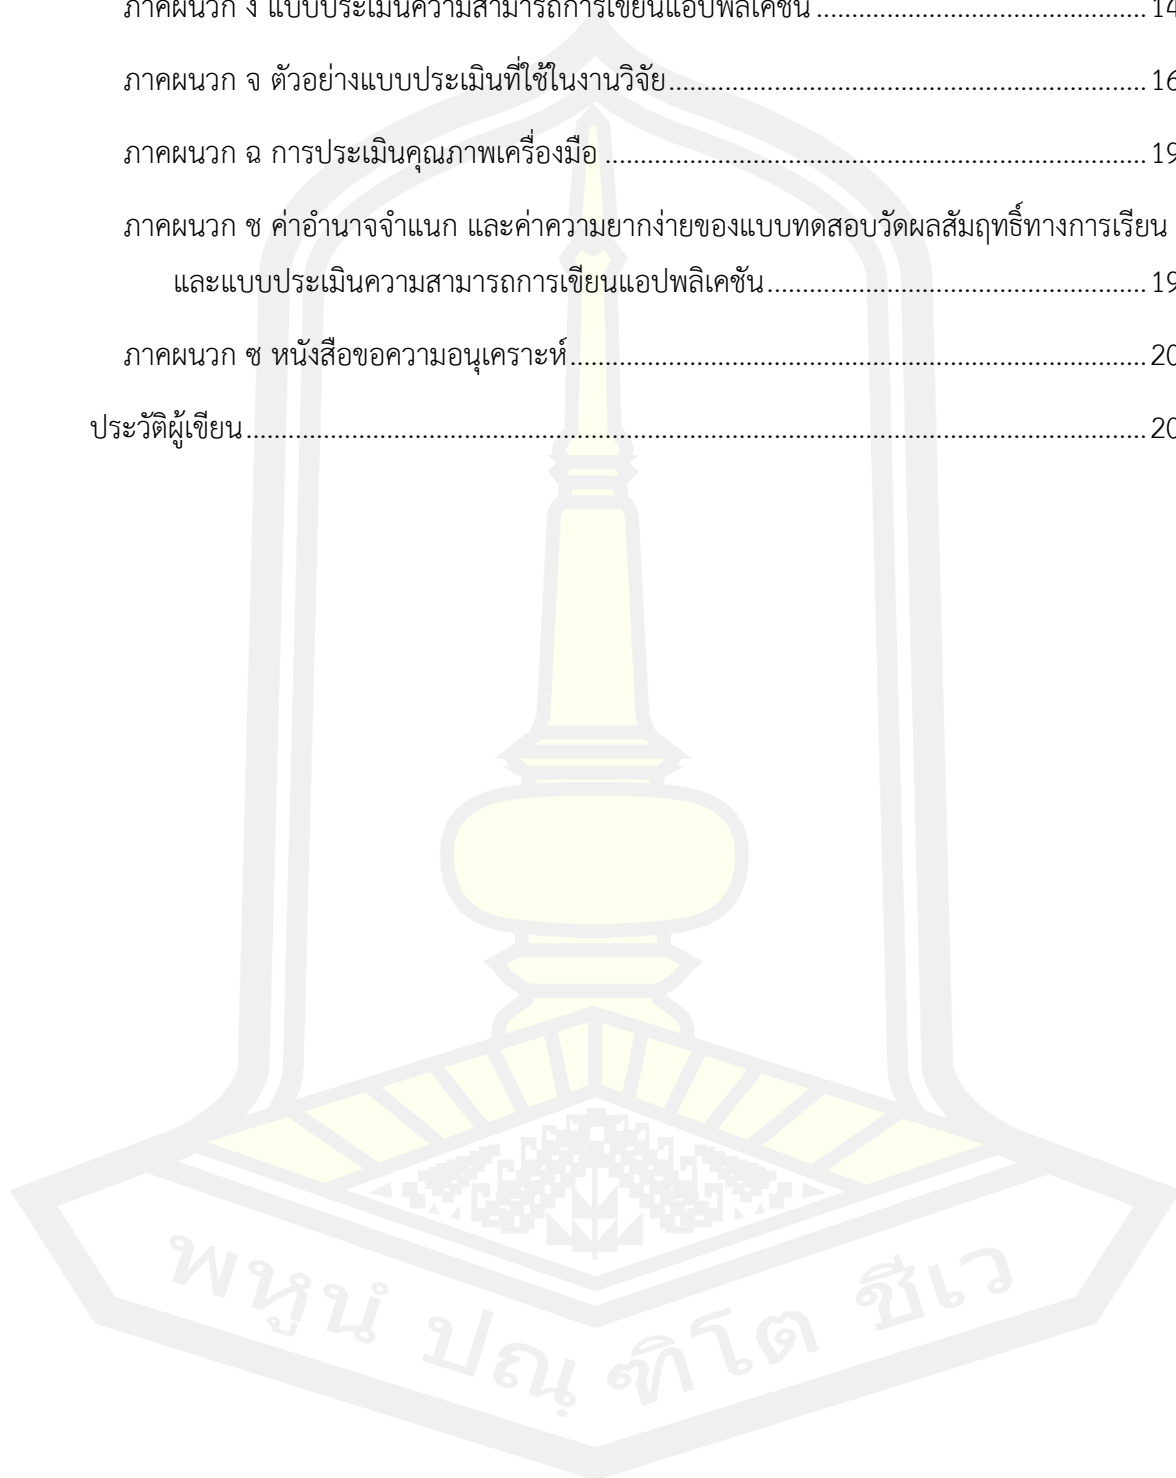 ภาคผนวก ง แบบประเมินความสามารถการเขียนแอปพลิเคชัน ........................................ 14
ภาคผนวก จ ตัวอย่างแบบประเมินที่ใช้ในงานวิจัย........................................ 16
ภาคผนวก ฉ การประเมินคุณภาพเครื่องมือ ........................................ 19
ภาคผนวก ช ค่าอำนาจจำแนก และค่าความยากง่ายของแบบทดสอบวัดผลสัมฤทธิ์ทางการเรียน
และแบบประเมินความสามารถการเขียนแอปพลิเคชัน........................................ 19
ภาคผนวก ซ หนังสือขอความอนุเคราะห์........................................ 20
ประวัติผู้เขียน........................................ 20
พหูนํ ปณฺฑิโต ชีเว